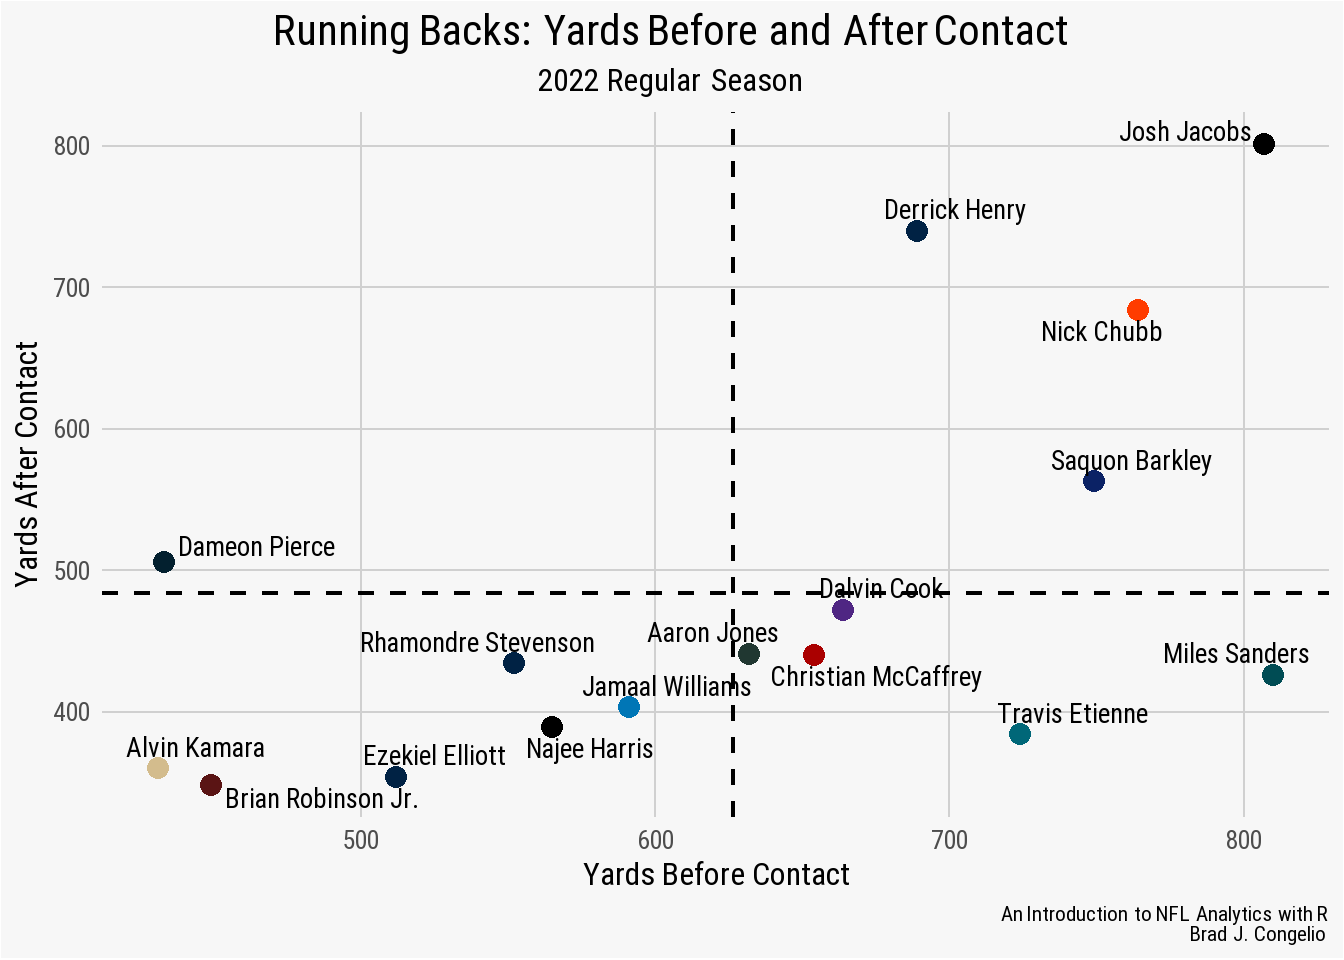 Running Backs: Yards Before and After Contact
2022 Regular Season
Josh Jacobs
800
Derrick Henry
700
Nick Chubb
600
Saquon Barkley
Yards After Contact
Dameon Pierce
500
Dalvin Cook
Aaron Jones
Rhamondre Stevenson
Miles Sanders
Christian McCaffrey
Jamaal Williams
400
Travis Etienne
Alvin Kamara
Ezekiel Elliott
Najee Harris
Brian Robinson Jr.
500
600
700
800
Yards Before Contact
An Introduction to NFL Analytics with R
Brad J. Congelio